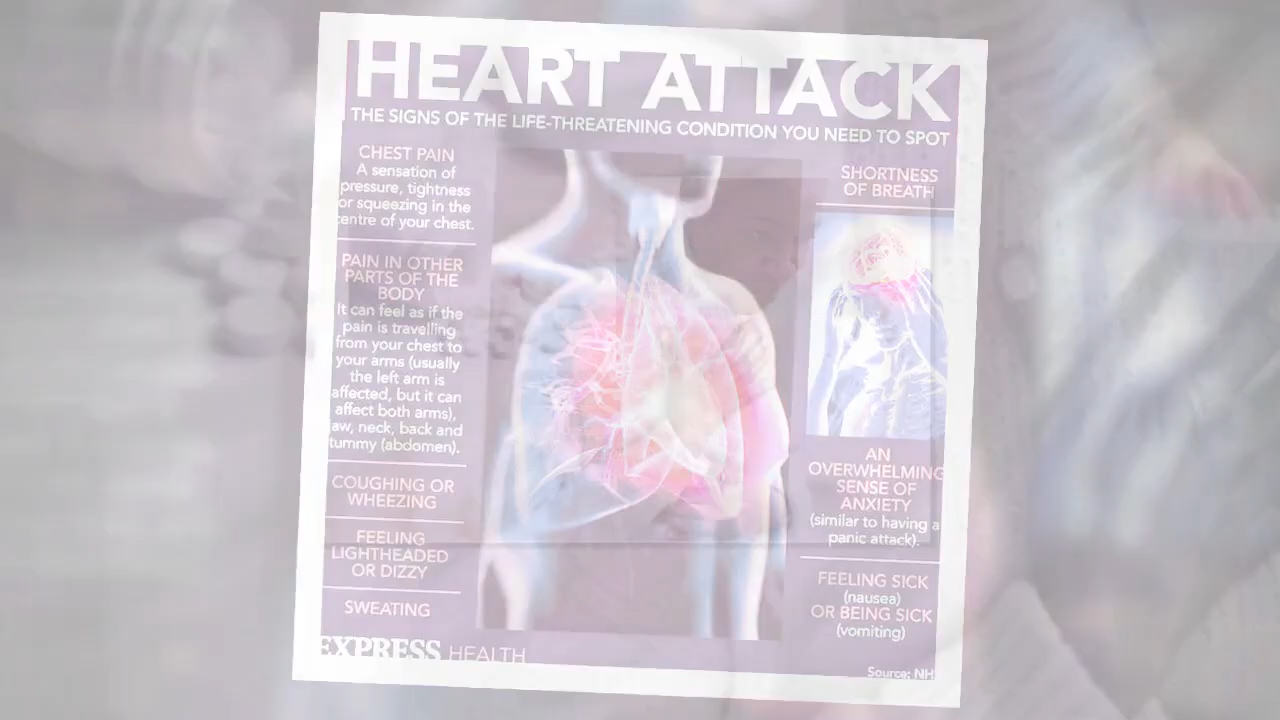 HEART ATTACK
THE SIGNS OF THE LIFE-THREATENING CONDITION YOU NEED TO SPOT
CHEST PAIN
A sensation of
pressure, tightness
or squeezing in the
centre of your chest.
PAIN IN OTHER
PARTS OF THE
BODY
It can feel as if the
pain is travelling
from your chest to
your arms (usually
the left arm is
affected, but it can
affect both arms),
aw, neck, back and
tummy (abdomen).
COUGHING OR
WHEEZING
FEELING
LIGHTHEADED
OR DIZZY
SWEATING
SHORTNESS
OF BREATH
AN
OVERWHELMING
SENSE OF
ANXIETY
(similar to having a
panic attack).
FEELING SICK
(nausea)
OR BEING SICK
(vomiting)
EXPRESS HEALTH
Source: NH